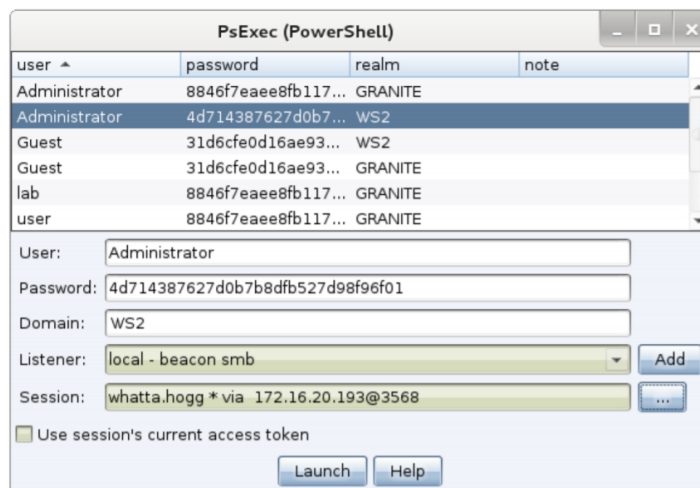 PsExec (PowerShell)
user password realm note
Administrator 8846f7eaee8fb117... GRANITE
Administrator 4d714387627d0b7... WS2
Guest 31d6cfe0d16ae93... WS2
Guest 31d6cfe0d16ae93... GRANITE
lab 8846f7eaee8fb117... GRANITE
user 8846f7eaee8fb117... GRANITE
User: Administrator
Password: 4d714387627d0b7b8dfb527d98f96f01
Domain: WS2
Listener: local - beacon smb Add
Session: whatta.hogg * via 172.16.20.193@3568 ...
Use session's current access token
Launch Help